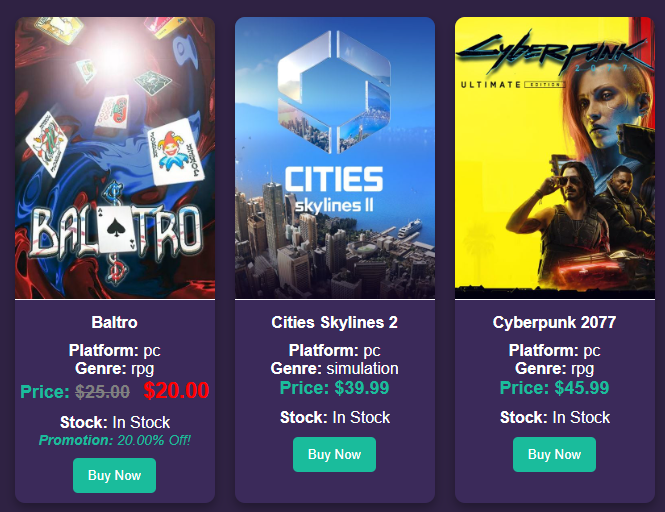 BALATRO
Baltro
Platform: pc
Genre: rpg
Price: $25.00 $20.00
Stock: In Stock
Promotion: 20.00% Off!
Buy Now
CITIES
skylines II
Cities Skylines 2
Platform: pc
Genre: simulation
Price: $39.99
Stock: In Stock
Buy Now
Cyberpunk
2077
ULTIMATE EDITION
Cyberpunk 2077
Platform: pc
Genre: rpg
Price: $45.99
Stock: In Stock
Buy Now